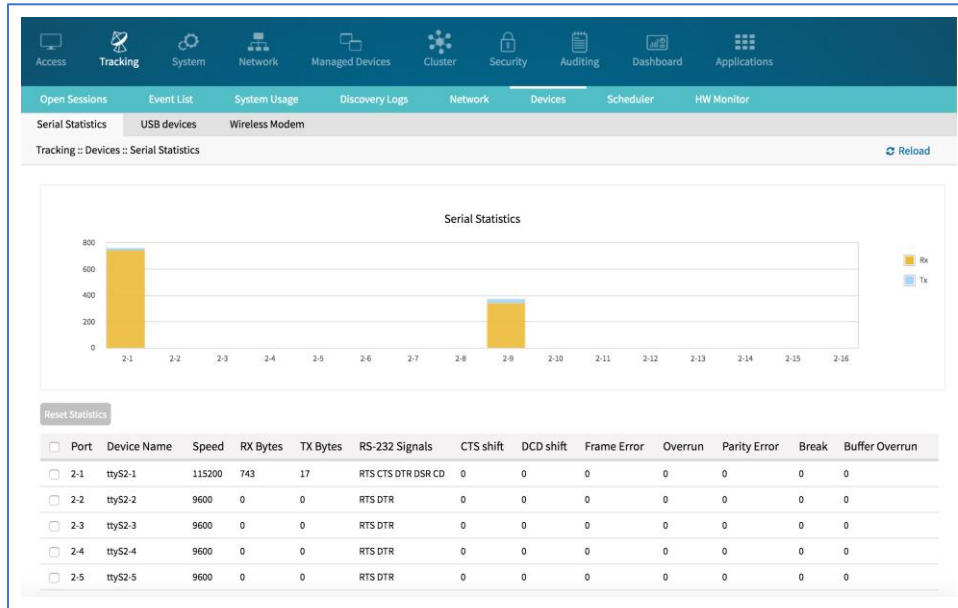 Access Tracking System Network Managed Devices Cluster Security Auditing Dashboard Applications
Open Sessions Event List System Usage Discovery Logs Network Devices Scheduler HW Monitor
Serial Statistics USB devices Wireless Modem
Tracking :: Devices :: Serial Statistics Reload
Serial Statistics
800
600
400
200
0
Rx
Tx
2-1 2-2 2-3 2-4 2-5 2-6 2-7 2-8 2-9 2-10 2-11 2-12 2-13 2-14 2-15 2-16
Reset Statistics
Port Device Name Speed RX Bytes TX Bytes RS-232 Signals CTS shift DCD shift Frame Error Overrun Parity Error Break Buffer Overrun
2-1 ttyS2-1 115200 743 17 RTS CTS DTR DSR CD 0 0 0 0 0 0 0
2-2 ttyS2-2 9600 0 0 RTS DTR 0 0 0 0 0 0 0
2-3 ttyS2-3 9600 0 0 RTS DTR 0 0 0 0 0 0 0
2-4 ttyS2-4 9600 0 0 RTS DTR 0 0 0 0 0 0 0
2-5 ttyS2-5 9600 0 0 RTS DTR 0 0 0 0 0 0 0